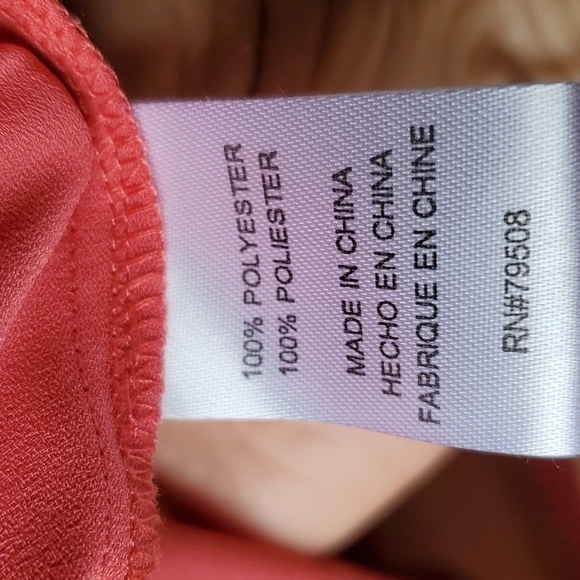 100% POLYESTER
100% POLIESTER
MADE IN CHINA
HECHO EN CHINA
FABRIQUE EN CHINE
RN#79508